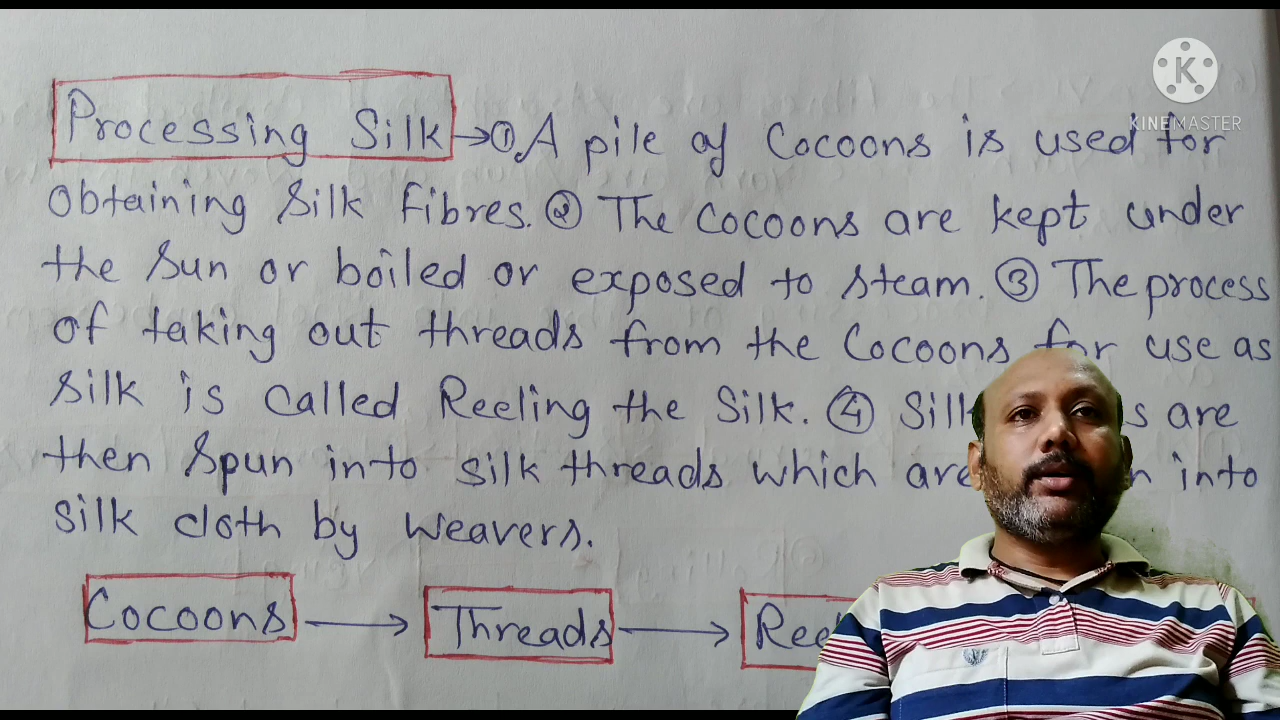 Processing Silk → ① A pile of Cocoons is used for
obtaining Silk fibres. ② The Cocoons are kept under
the Sun or boiled or exposed to steam. ③ The process
of taking out threads from the Cocoons for use as
Silk is called Reeling the Silk. ④ Silk are
then Spun into silk threads which are into
silk cloth by weavers.
Cocoons → Threads →
KINEMASTER